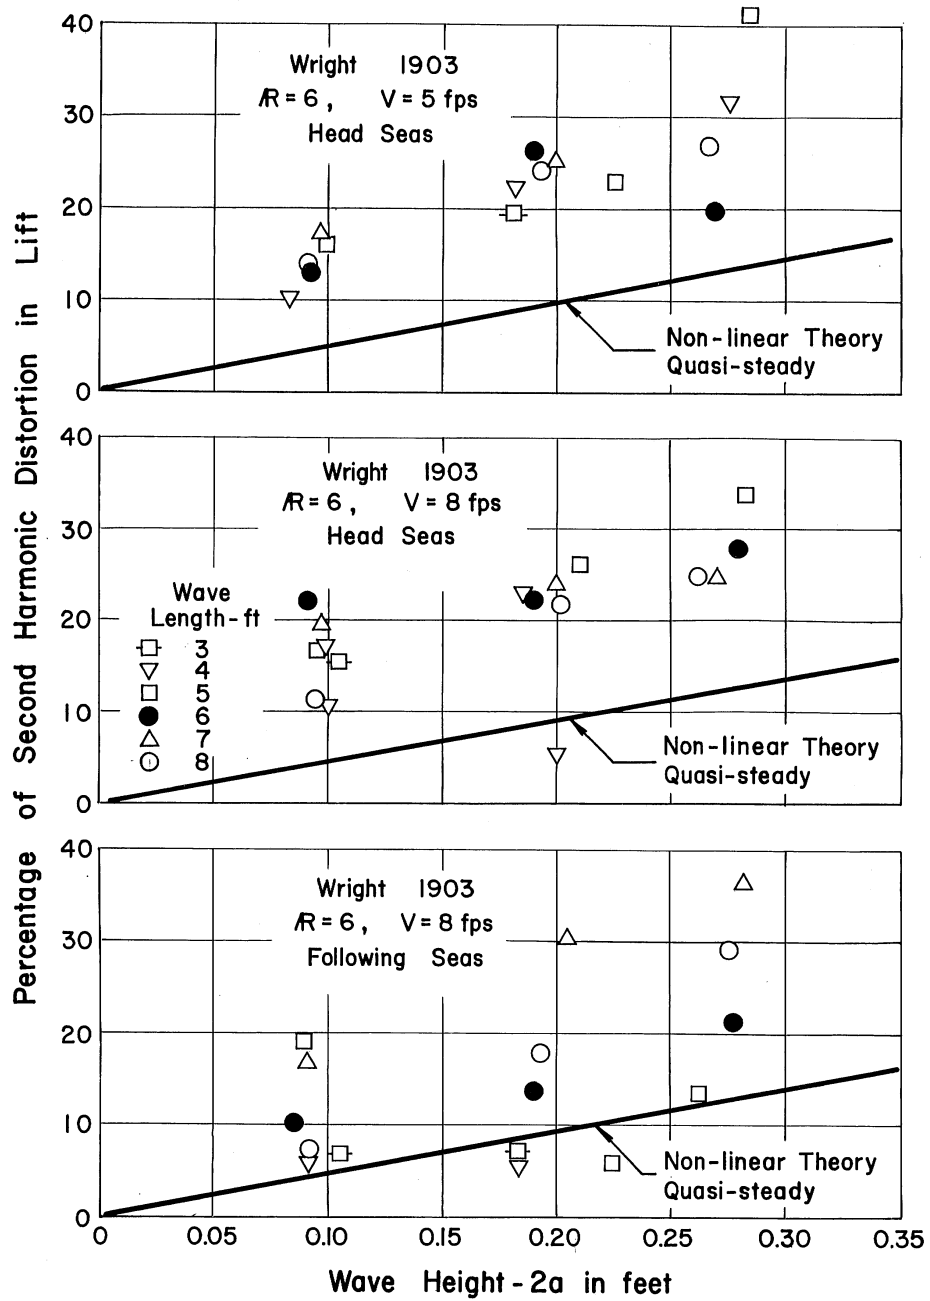 Percentage of Second Harmonic Distortion in Lift
40
30
20
10
0
Wright 1903
ÆR = 6 , V = 5 fps
Head Seas
Non-linear Theory
Quasi-steady
40
30
20
10
0
Wright 1903
ÆR = 6 , V = 8 fps
Head Seas
Wave
Length-ft
3
4
5
6
7
8
Non-linear Theory
Quasi-steady
40
30
20
10
0
Wright 1903
ÆR = 6 , V = 8 fps
Following Seas
Non-linear Theory
Quasi-steady
0 0.05 0.10 0.15 0.20 0.25 0.30 0.35
Wave Height - 2a in feet